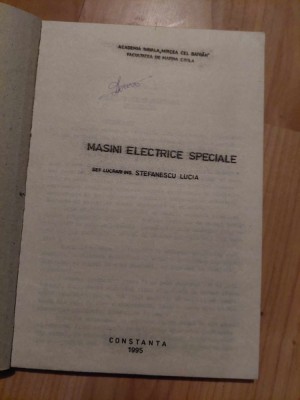 ACADEMIA NAVALA „MIRCEA CEL BATRAN”
FACULTATEA DE MARINA CIVILA
MASINI ELECTRICE SPECIALE
SEF LUCRARI ING. STEFANESCU LUCIA
CONSTANTA
1995